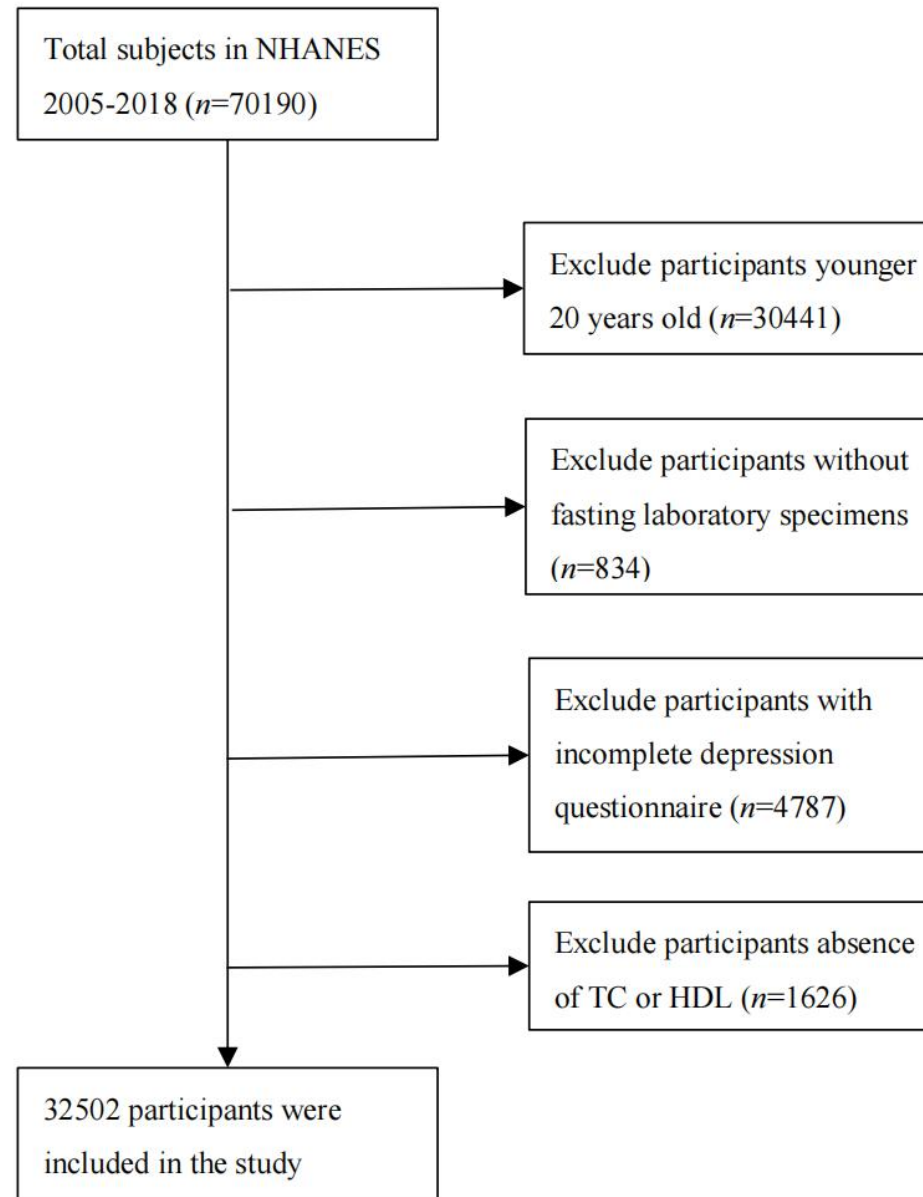 Total subjects in NHANES
2005-2018 (n=70190)
Exclude participants younger
20 years old (n=30441)
Exclude participants without
fasting laboratory specimens
(n=834)
Exclude participants with
incomplete depression
questionnaire (n=4787)
Exclude participants absence
of TC or HDL (n=1626)
32502 participants were
included in the study